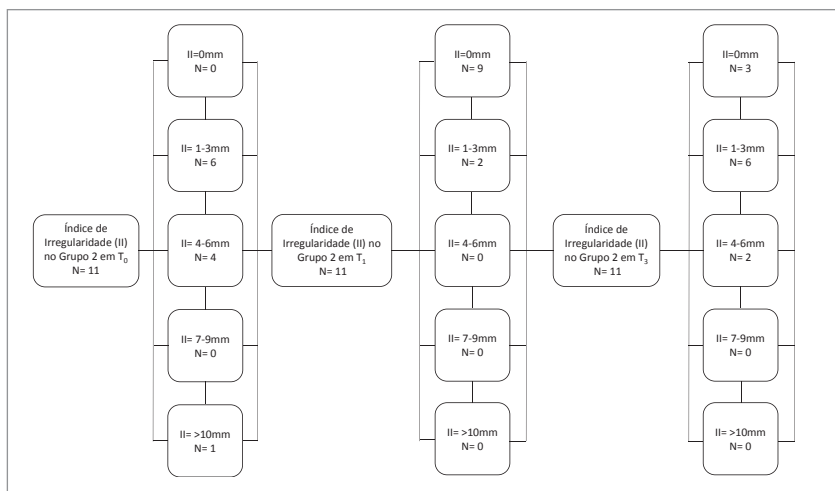 Índice de
Irregularidade (II)
no Grupo 2 em T₀
N= 11
II=0mm
N= 0
II= 1-3mm
N= 6
II= 4-6mm
N= 4
II= 7-9mm
N= 0
II= >10mm
N= 1
Índice de
Irregularidade (II) no
Grupo 2 em T₁
N= 11
II=0mm
N= 9
II= 1-3mm
N= 2
II= 4-6mm
N= 0
II= 7-9mm
N= 0
II= >10mm
N= 0
Índice de
Irregularidade (II)
no Grupo 2 em T₃
N= 11
II=0mm
N= 3
II= 1-3mm
N= 6
II= 4-6mm
N= 2
II= 7-9mm
N= 0
II= >10mm
N= 0